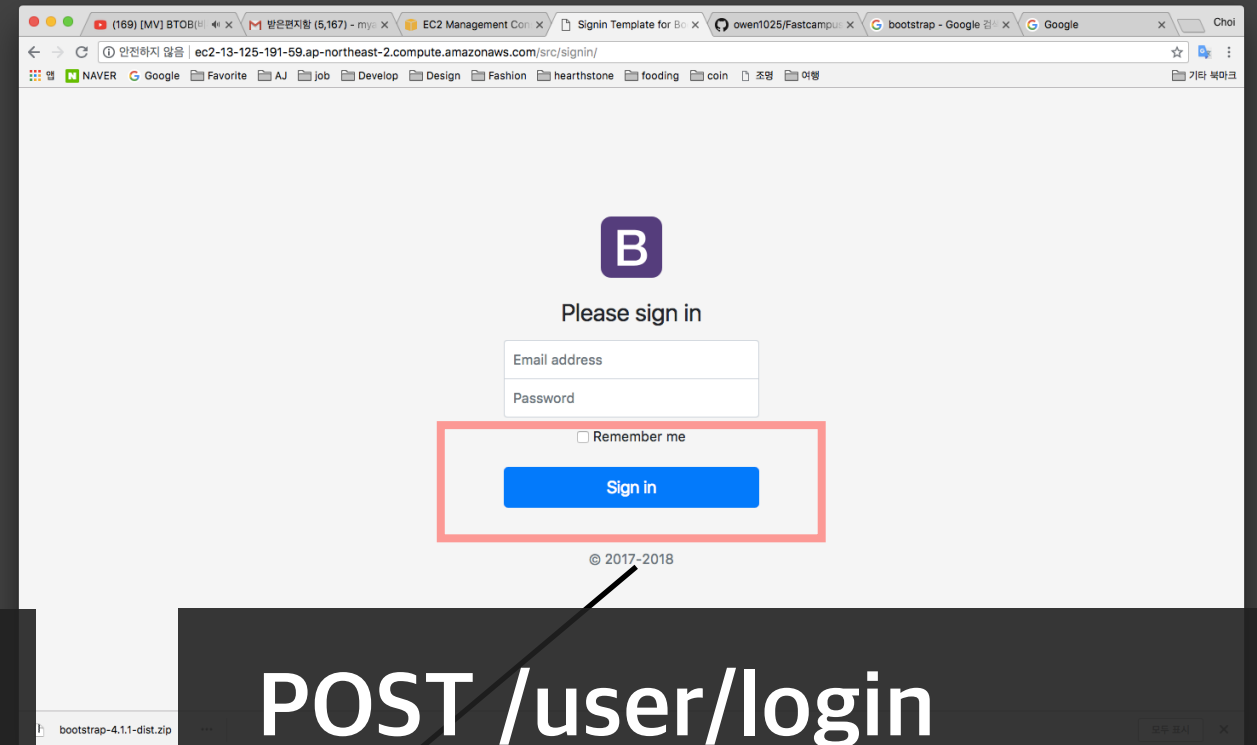 (169) [MV] BTOB(비
받은편지함 (5,167) - mya
EC2 Management Con
Signin Template for Bo
owen1025/Fastcampus
bootstrap - Google 검색
Google
Choi
안전하지 않음 | ec2-13-125-191-59.ap-northeast-2.compute.amazonaws.com/src/signin/
앱 NAVER Google Favorite AJ job Develop Design Fashion hearthstone fooding coin 조명 여행 기타 북마크
B
Please sign in
Email address
Password
Remember me
Sign in
© 2017-2018
POST /user/login
bootstrap-4.1.1-dist.zip
모두 표시